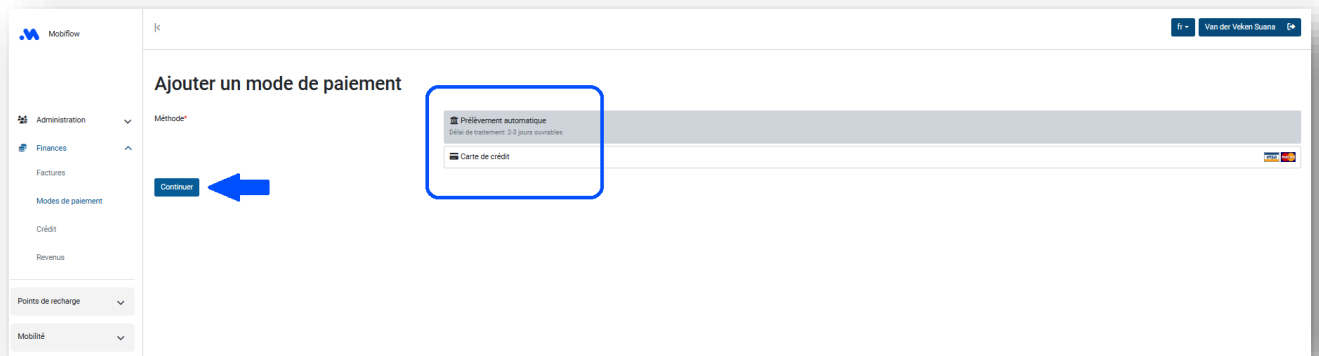 Mobiflow
fr
Van der Veken Suana
Ajouter un mode de paiement
Administration
Méthode*
Prélèvement automatique
Délai de traitement: 2-3 jours ouvrables
Finances
Carte de crédit
VISA
Factures
Continuer
Modes de paiement
Crédit
Revenus
Points de recharge
Mobilité